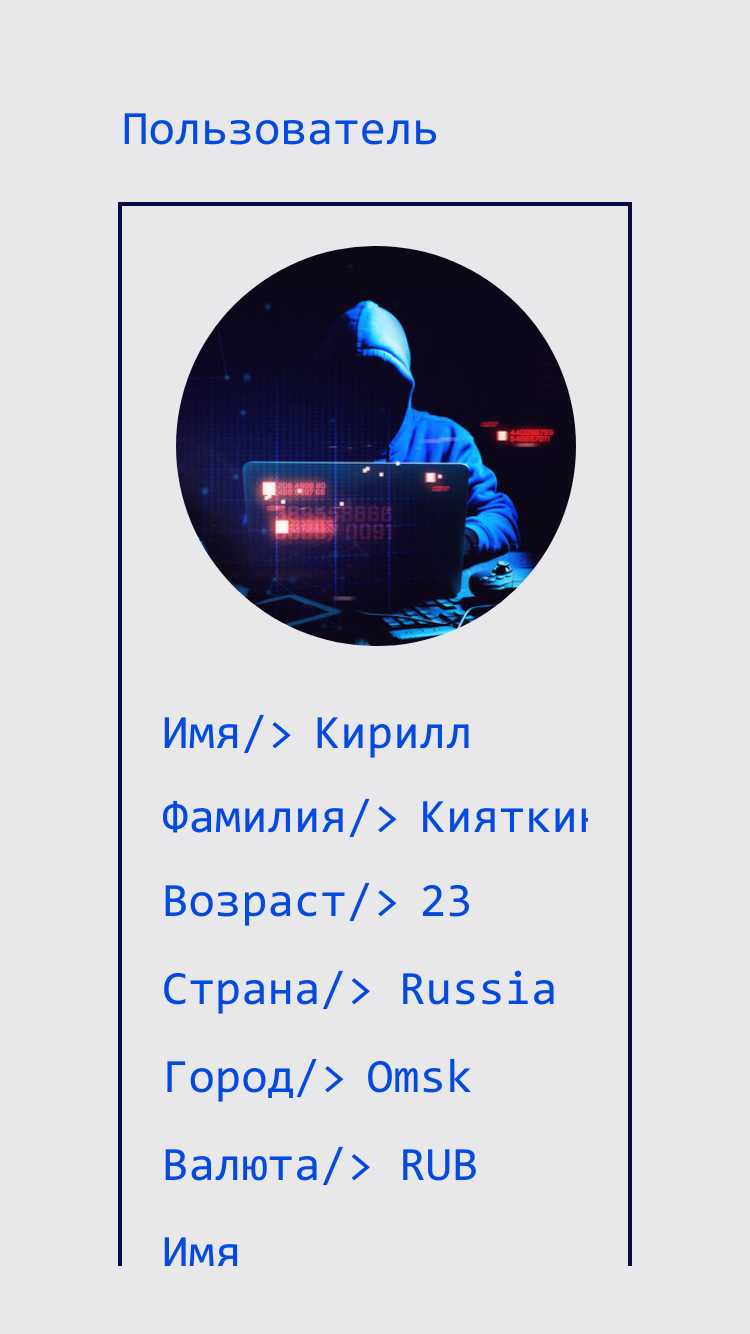 Пользователь
Имя/> Кирилл
Фамилия/> Кияткин
Возраст/> 23
Страна/> Russia
Город/> Omsk
Валюта/> RUB
Имя